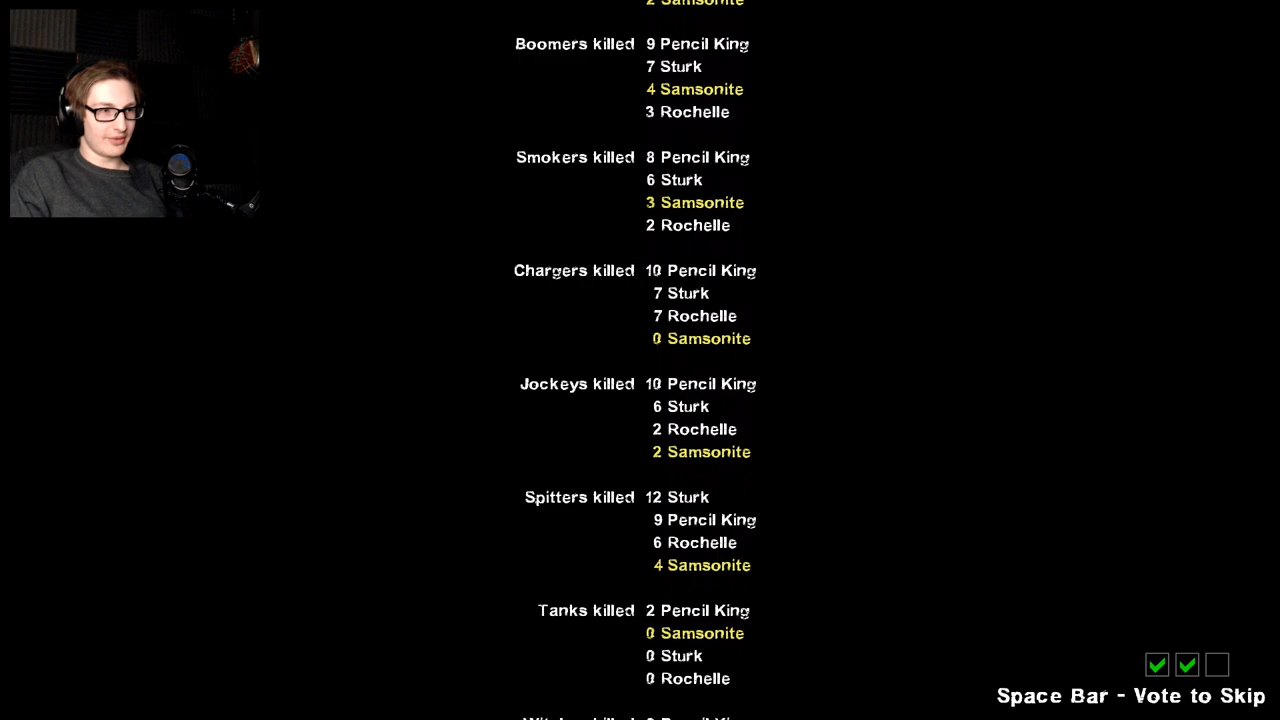 2 Samsonite
Boomers killed 9 Pencil King
7 Sturk
4 Samsonite
3 Rochelle
Smokers killed 8 Pencil King
6 Sturk
3 Samsonite
2 Rochelle
Chargers killed 10 Pencil King
7 Sturk
7 Rochelle
0 Samsonite
Jockeys killed 10 Pencil King
6 Sturk
2 Rochelle
2 Samsonite
Spitters killed 12 Sturk
9 Pencil King
6 Rochelle
4 Samsonite
Tanks killed 2 Pencil King
0 Samsonite
0 Sturk
0 Rochelle
Space Bar - Vote to Skip